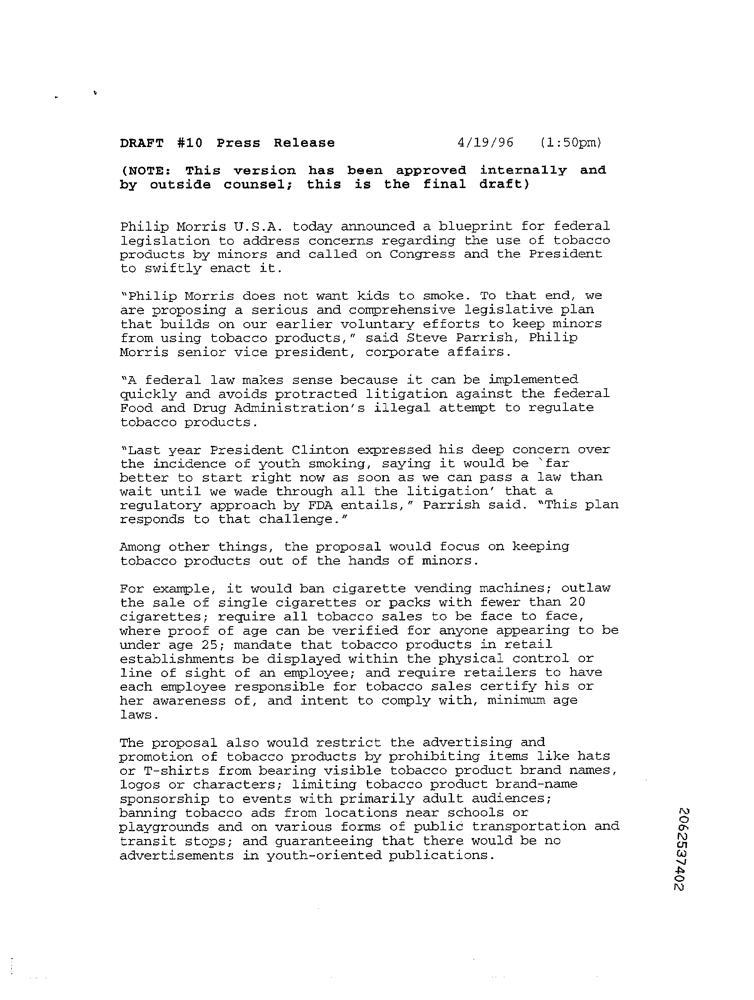 DRAFT #10 Press Release 4/19/96 (1:50pm)
(NOTE: This version has been approved internally and
by outside counsel; this is the final draft)
Philip Morris U.S.A. today announced a blueprint for federal
legislation to address concerns regarding the use of tobacco
products by minors and called on Congress and the President
to swiftly enact it.
"Philip Morris does not want kids to smoke. To that end, we
are proposing a serious and comprehensive legislative plan
that builds on our earlier voluntary efforts to keep minors
from using tobacco products," said Steve Parrish, Philip
Morris senior vice president, corporate affairs.
"A federal law makes sense because it can be implemented
quickly and avoids protracted litigation against the federal
Food and Drug Administration's illegal attempt to regulate
tobacco products.
"Last year President Clinton expressed his deep concern over
the incidence of youth smoking, saying it would be `far
better to start right now as soon as we can pass a law than
wait until we wade through all the litigation' that a
regulatory approach by FDA entails," Parrish said. "This plan
responds to that challenge."
Among other things, the proposal would focus on keeping
tobacco products out of the hands of minors.
For example, it would ban cigarette vending machines; outlaw
the sale of single cigarettes or packs with fewer than 20
cigarettes; require all tobacco sales to be face to face,
where proof of age can be verified for anyone appearing to be
under age 25; mandate that tobacco products in retail
establishments be displayed within the physical control or
line of sight of an employee; and require retailers to have
each employee responsible for tobacco sales certify his or
her awareness of, and intent to comply with, minimum age
laws.
The proposal also would restrict the advertising and
promotion of tobacco products by prohibiting items like hats
or T-shirts from bearing visible tobacco product brand names,
logos or characters; limiting tobacco product brand-name
sponsorship to events with primarily adult audiences;
banning tobacco ads from locations near schools or
playgrounds and on various forms of public transportation and
transit stops; and guaranteeing that there would be no
advertisements in youth-oriented publications.
2062537402